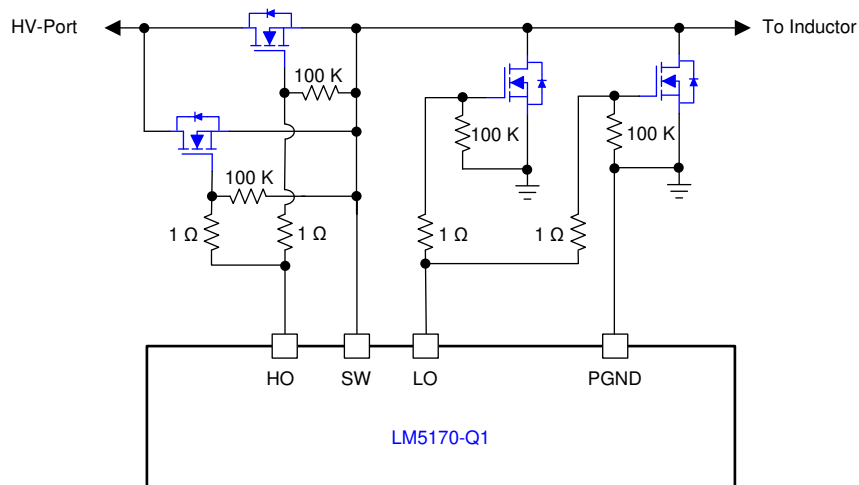 HV-Port
To Inductor
100 K
100 K
100 K
100 K
1 Ω
1 Ω
1 Ω
1 Ω
HO
SW
LO
PGND
LM5170-Q1